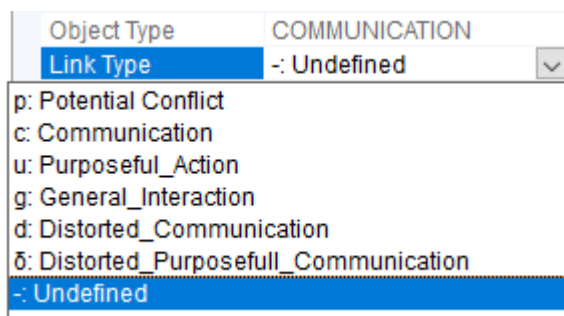 Object Type COMMUNICATION
Link Type -: Undefined
p: Potential Conflict
c: Communication
u: Purposeful_Action
g: General_Interaction
d: Distorted_Communication
δ: Distorted_Purposefull_Communication
-: Undefined